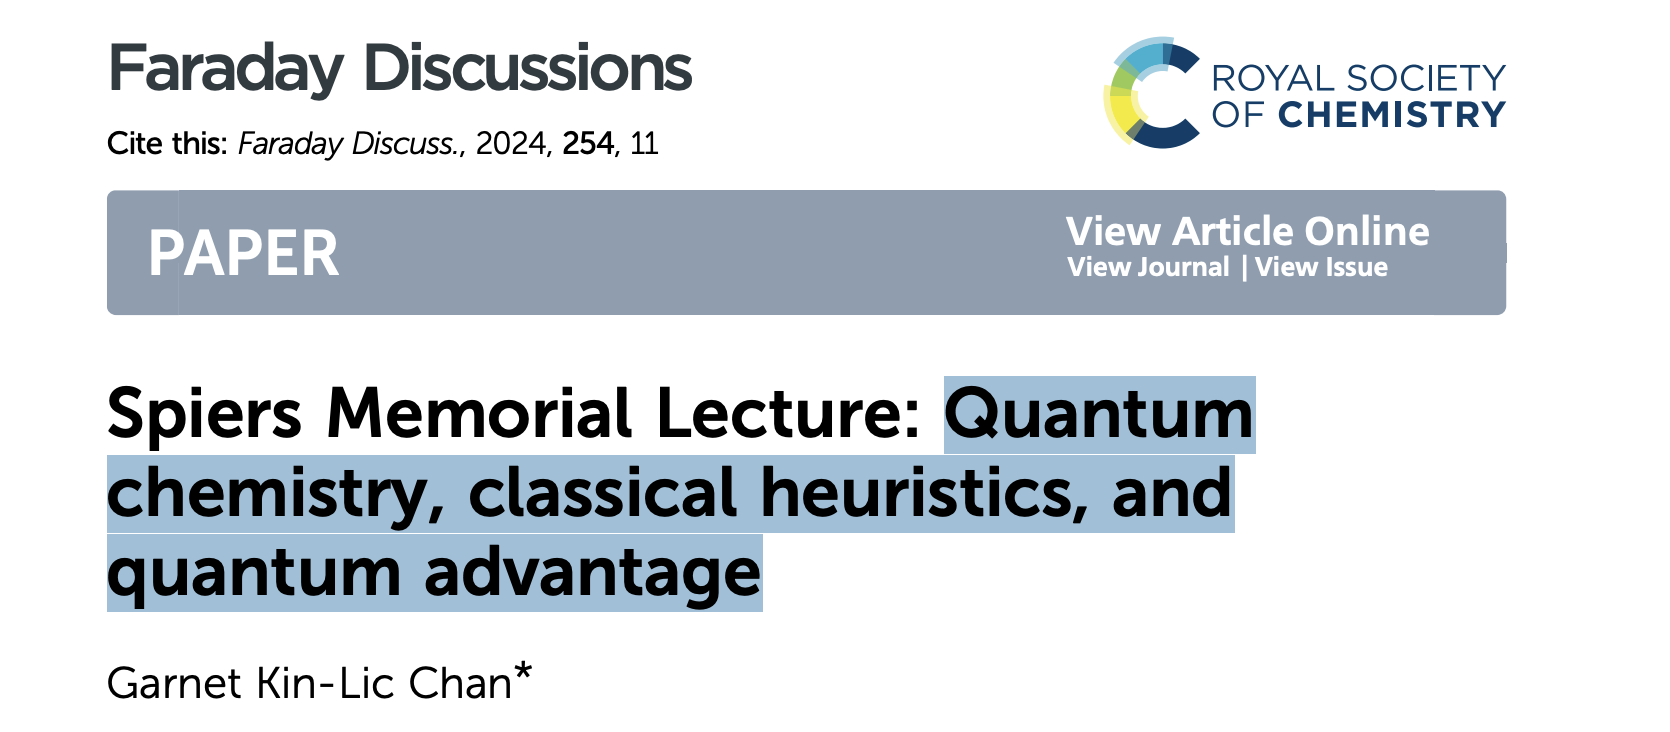 Faraday Discussions
ROYAL SOCIETY
OF CHEMISTRY
Cite this: Faraday Discuss., 2024, 254, 11
PAPER
View Article Online
View Journal | View Issue
Spiers Memorial Lecture: Quantum
chemistry, classical heuristics, and
quantum advantage
Garnet Kin-Lic Chan*